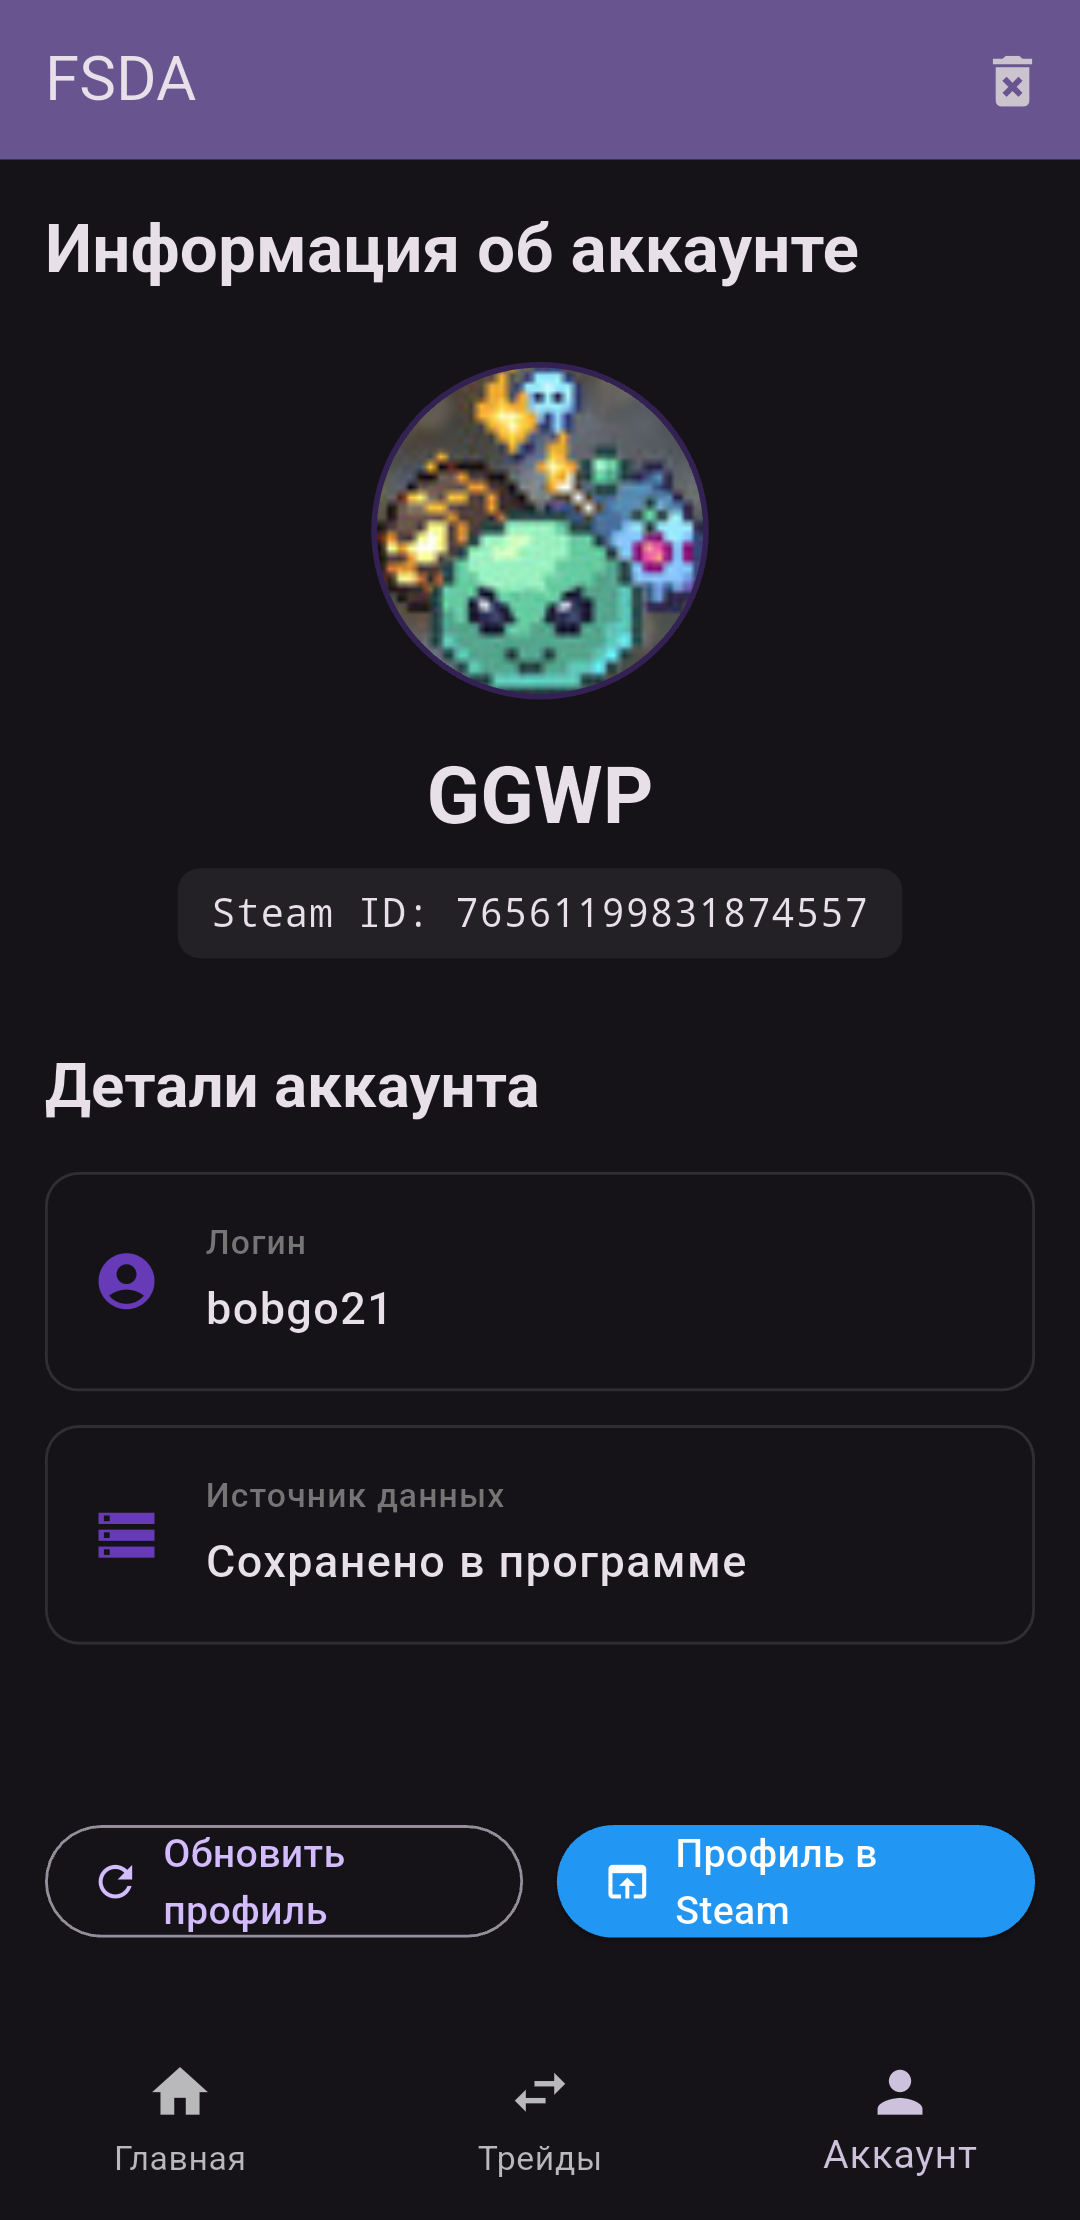 FSDA
Информация об аккаунте
GGWP
Steam ID: 76561199831874557
Детали аккаунта
Логин
bobgo21
Источник данных
Сохранено в программе
Обновить
профиль
Профиль в
Steam
Главная
Трейды
Аккаунт